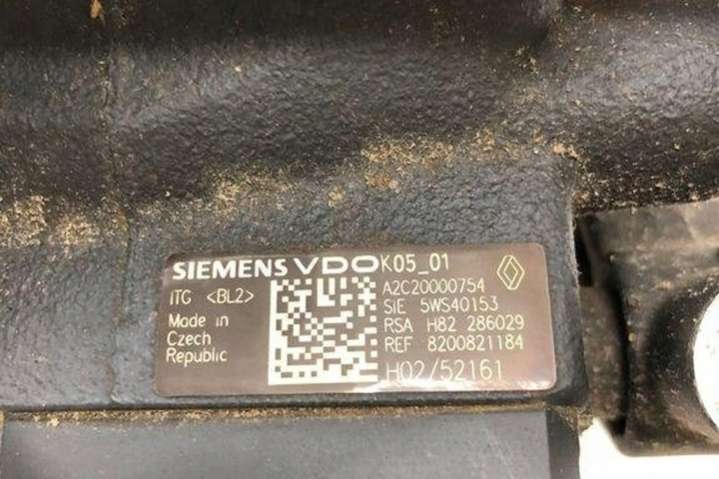 SIEMENS VDO K05_01
ITG <BL2>
Made in
Czech
Republic
A2C20000754
SIE 5WS40153
RSA H82 286029
REF 8200821184
H02/52161